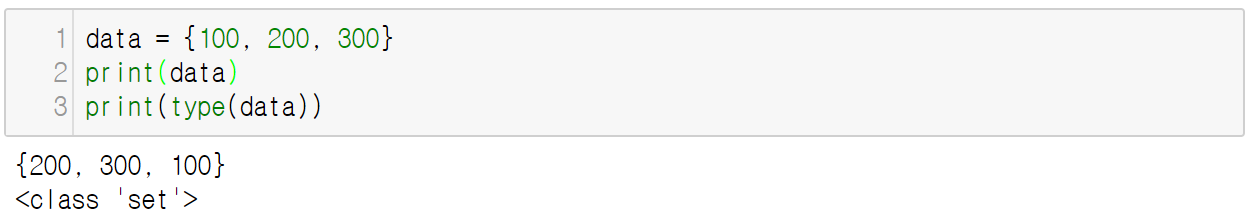 1 data = {100, 200, 300}
2 print(data)
3 print(type(data))
{200, 300, 100}
<class 'set'>